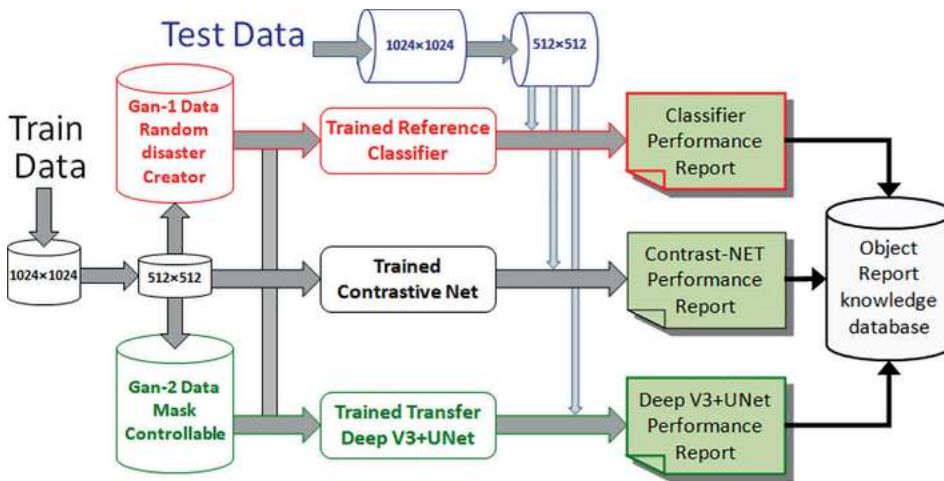 Test Data
1024×1024
512×512
Train
Data
1024×1024
512×512
Gan-1 Data
Random
disaster
Creator
Gan-2 Data
Mask
Controllable
Trained Reference
Classifier
Trained
Contrastive Net
Trained Transfer
Deep V3+UNet
Classifier
Performance
Report
Contrast-NET
Performance
Report
Deep V3+UNet
Performance
Report
Object
Report
knowledge
database